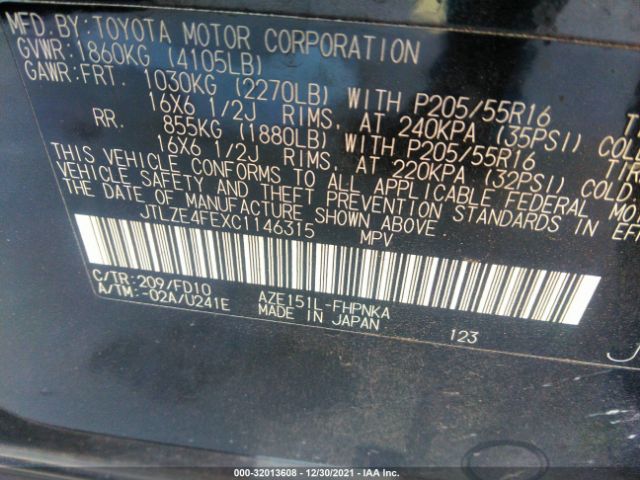 MFD. BY: TOYOTA MOTOR CORPORATION
GVWR: 1860KG (4105LB)
GAWR: FRT. 1030KG (2270LB) WITH P205/55R16
16X6 1/2J RIMS, AT 240KPA (35PSI) COLD
RR. 855KG (1880LB) WITH P205/55R16
16X6 1/2J RIMS, AT 220KPA (32PSI) COLD
THIS VEHICLE CONFORMS TO ALL APPLICABLE FEDERAL MO
VEHICLE SAFETY AND THEFT PREVENTION STANDARDS IN EFF
THE DATE OF MANUFACTURE SHOWN ABOVE.
JTLZE4FEXC1146315 MPV
C/TR: 209/FD10 AZE151L-FHPNKA
A/TM: -02A/U241E MADE IN JAPAN 123
000-32013608 - 12/30/2021 - IAA Inc.